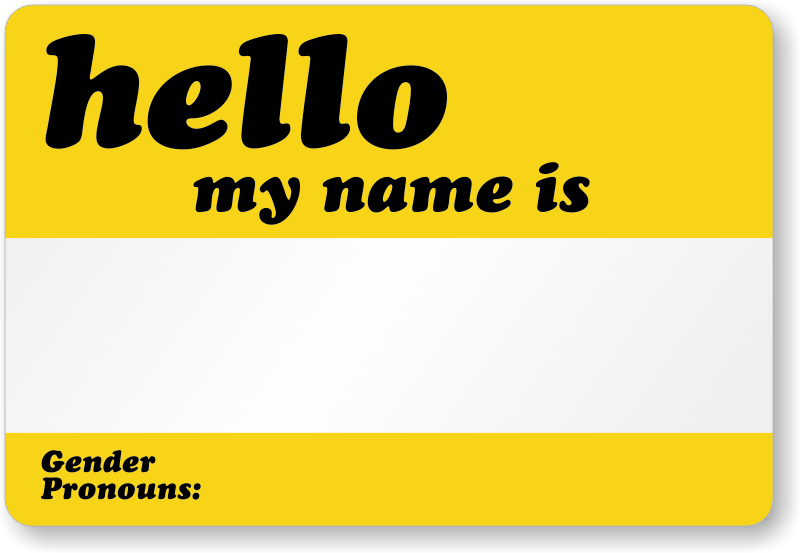 hello
my name is
Gender
Pronouns: